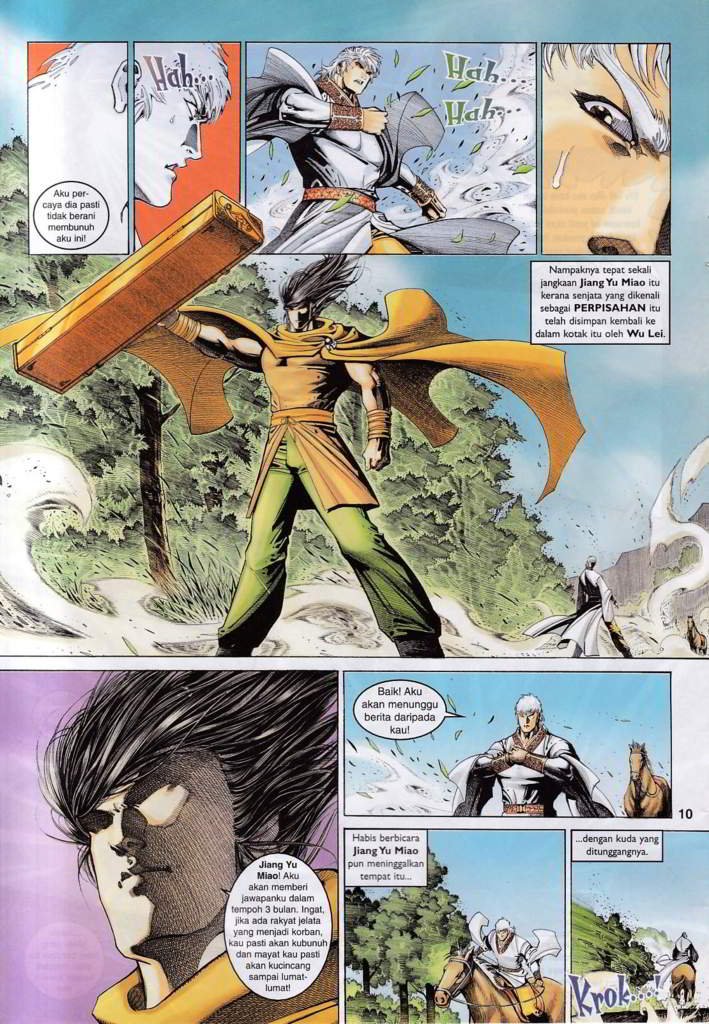 Aku per-
caya dia pasti
tidak berani
membunuh
aku ini!
Hah...
Hah...
Hah...
Nampaknya tepat sekali
jangkaan Jiang Yu Miao itu
kerana senjata yang dikenali
sebagai PERPISAHAN itu
telah disimpan kembali ke
dalam kotak itu oleh Wu Lei.
Jiang Yu
Miao! Aku
akan memberi
jawapanku dalam
tempoh 3 bulan. Ingat,
jika ada rakyat jelata
yang menjadi korban,
kau pasti akan kubunuh
dan mayat kau pasti
akan kucincang
sampai lumat-
lumat!
Baik! Aku
akan menunggu
berita daripada
kau!
10
Habis berbicara
Jiang Yu Miao
pun meninggalkan
tempat itu...
...dengan kuda yang
ditunggangnya.
Krok...!